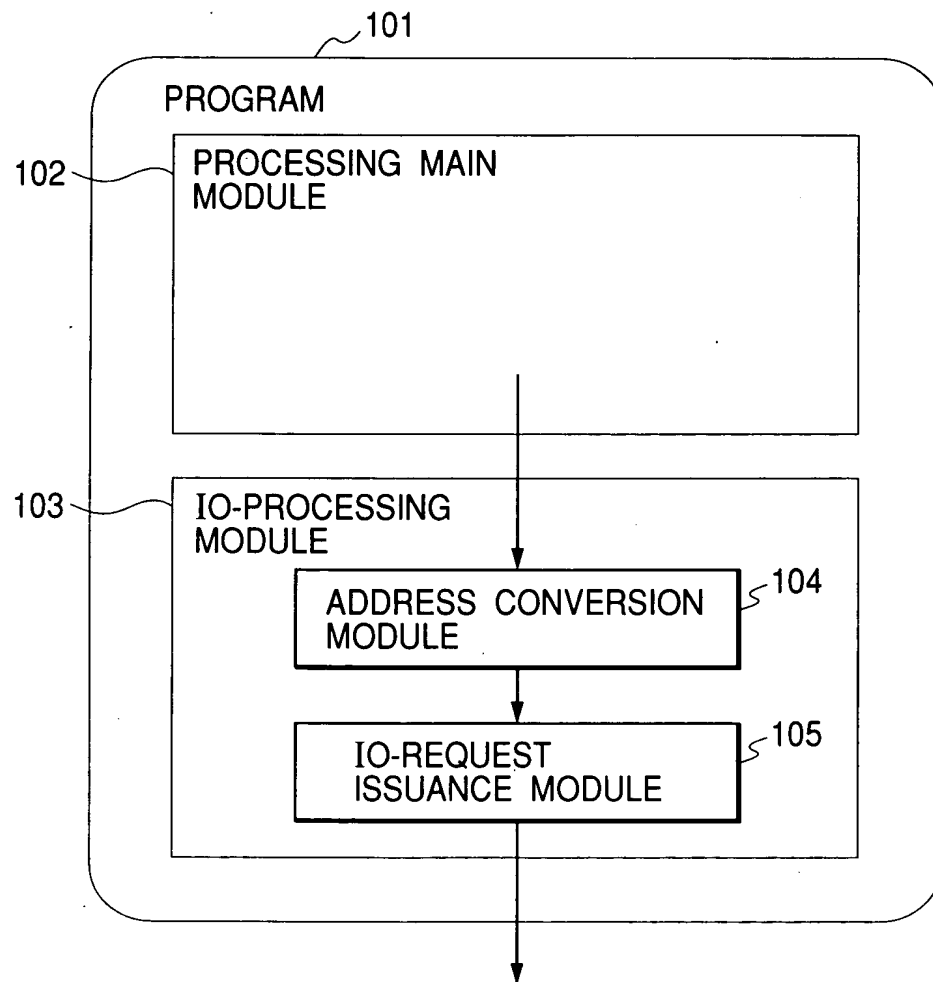 101
PROGRAM
102
PROCESSING MAIN
MODULE
103
IO-PROCESSING
MODULE
104
ADDRESS CONVERSION
MODULE
105
IO-REQUEST
ISSUANCE MODULE